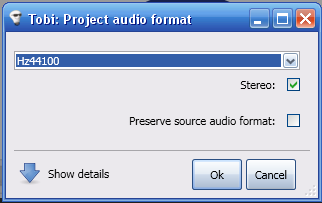 Tobi: Project audio format
Hz44100
Stereo:
Preserve source audio format:
Show details
Ok
Cancel